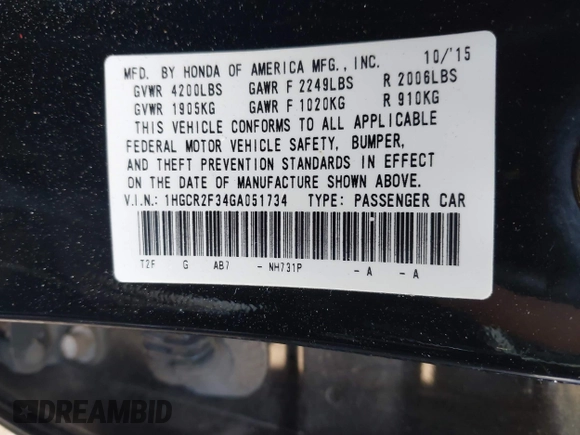 MFD. BY HONDA OF AMERICA MFG., INC. 10/'15
GVWR 4200LBS GAWR F 2249LBS R 2006LBS
GVWR 1905KG GAWR F 1020KG R 910KG
THIS VEHICLE CONFORMS TO ALL APPLICABLE
FEDERAL MOTOR VEHICLE SAFETY, BUMPER,
AND THEFT PREVENTION STANDARDS IN EFFECT
ON THE DATE OF MANUFACTURE SHOWN ABOVE.
V.I.N.: 1HGCR2F34GA051734 TYPE: PASSENGER CAR
T2F G AB7 - NH731P - A - A
DREAMBID